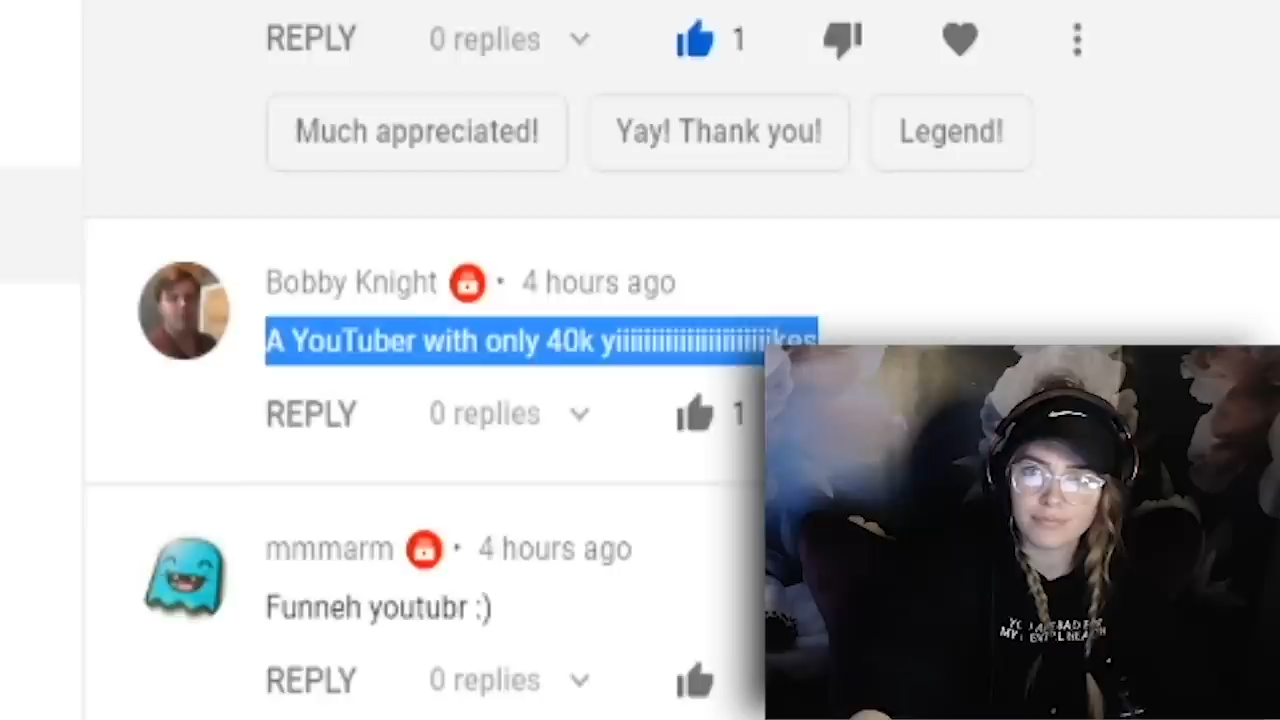 REPLY 0 replies 1
Much appreciated! Yay! Thank you! Legend!
Bobby Knight • 4 hours ago
A YouTuber with only 40k yiiiiiiiiiiiiiiiiiiiiiikes
REPLY 0 replies 1
mmmarm • 4 hours ago
Funneh youtubr :)
REPLY 0 replies